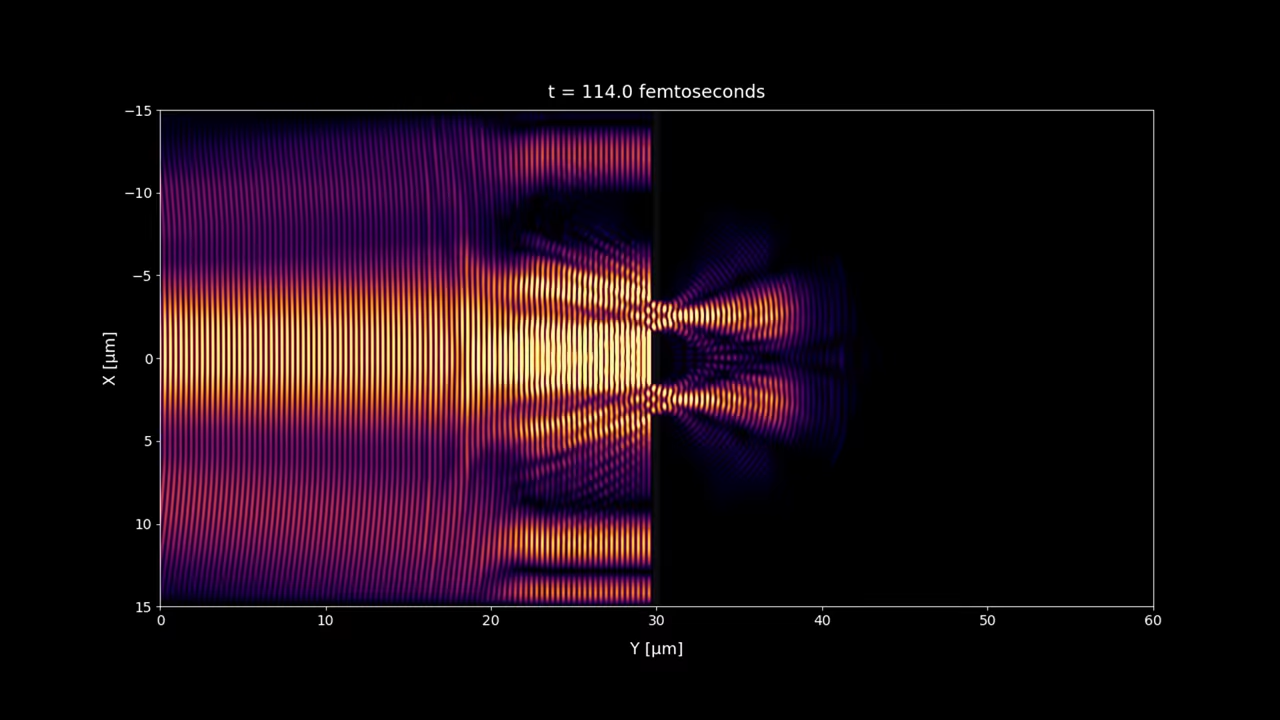 t = 114.0 femtoseconds
−15
−10
−5
0
5
10
15
X [μm]
0 10 20 30 40 50 60
Y [μm]